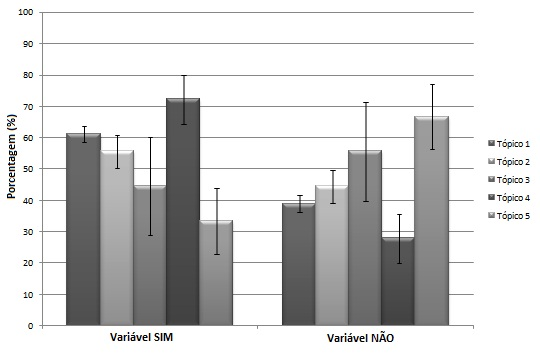 100
90
80
70
60
50
40
30
20
10
0
Porcentagem (%)
Variável SIM
Variável NÃO
Tópico 1
Tópico 2
Tópico 3
Tópico 4
Tópico 5